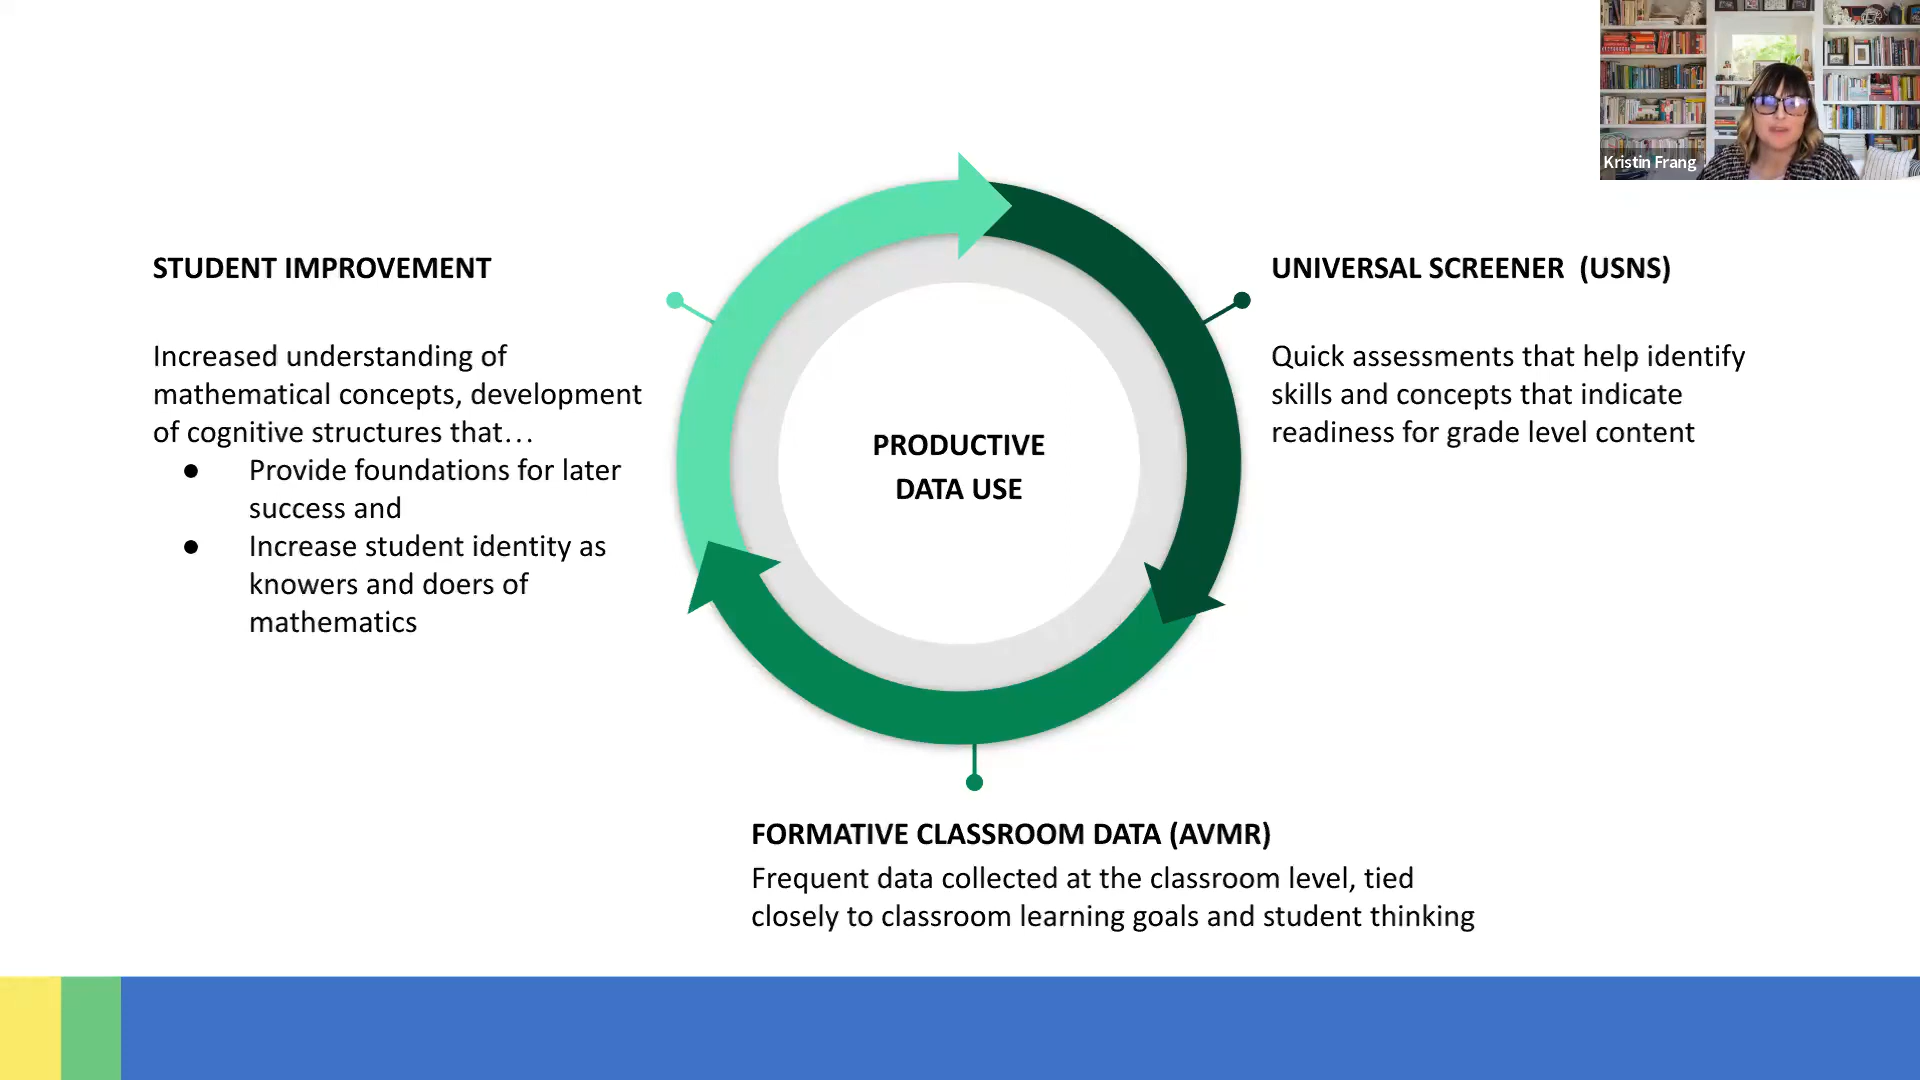 Kristin Frang
STUDENT IMPROVEMENT
Increased understanding of
mathematical concepts, development
of cognitive structures that…
● Provide foundations for later
success and
● Increase student identity as
knowers and doers of
mathematics
PRODUCTIVE
DATA USE
UNIVERSAL SCREENER (USNS)
Quick assessments that help identify
skills and concepts that indicate
readiness for grade level content
FORMATIVE CLASSROOM DATA (AVMR)
Frequent data collected at the classroom level, tied
closely to classroom learning goals and student thinking